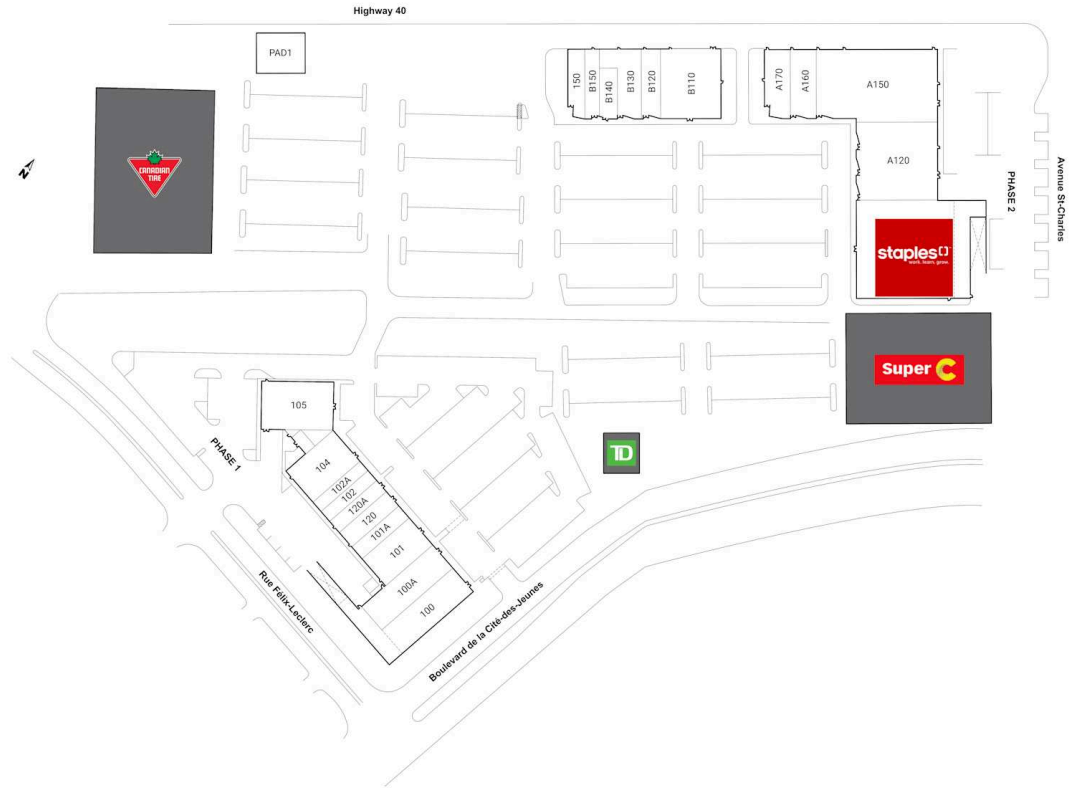 Highway 40
PAD1
150
B150
B140
B130
B120
B110
A170
A160
A150
A120
CANADIAN
TIRE
N
PHASE 2
Avenue St-Charles
staples
work. learn. grow.
Super C
TD
105
PHASE 1
104
102A
102
120A
120
101A
101
100A
100
Rue Félix-Leclerc
Boulevard de la Cité-des-Jeunes